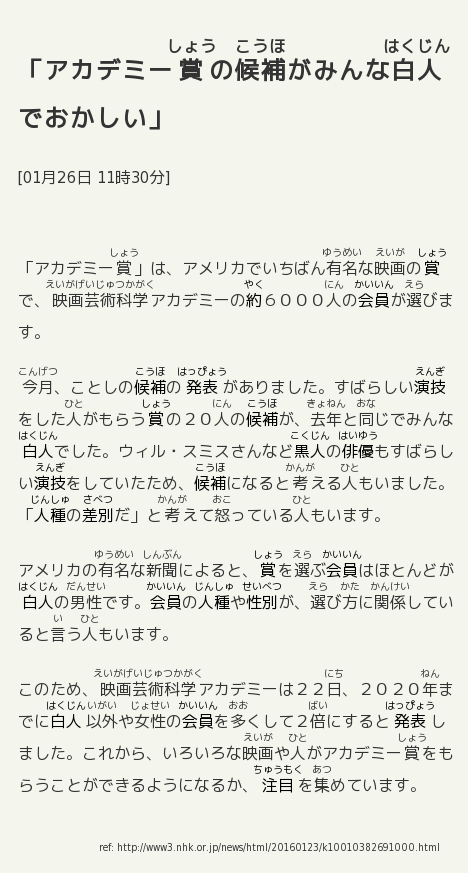 「アカデミー賞の候補がみんな白人
でおかしい」
[01月26日 11時30分]
「アカデミー賞」は、アメリカでいちばん有名な映画の賞
で、映画芸術科学アカデミーの約６０００人の会員が選びま
す。
今月、ことしの候補の発表がありました。すばらしい演技
をした人がもらう賞の２０人の候補が、去年と同じでみんな
白人でした。ウィル・スミスさんなど黒人の俳優もすばらし
い演技をしていたため、候補になると考える人もいました。
「人種の差別だ」と考えて怒っている人もいます。
アメリカの有名な新聞によると、賞を選ぶ会員はほとんどが
白人の男性です。会員の人種や性別が、選び方に関係してい
ると言う人もいます。
このため、映画芸術科学アカデミーは２２日、２０２０年ま
でに白人以外や女性の会員を多くして２倍にすると発表し
ました。これから、いろいろな映画や人がアカデミー賞をも
らうことができるようになるか、注目を集めています。
ref: http://www3.nhk.or.jp/news/html/20160123/k10010382691000.html